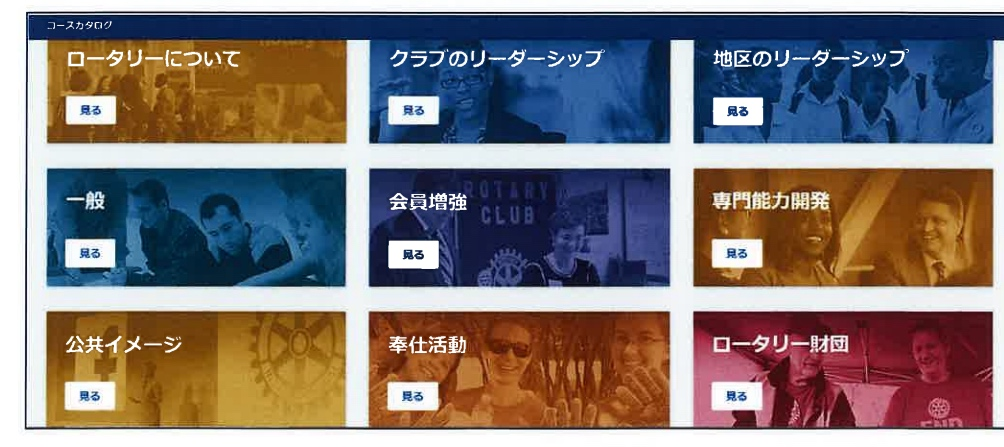 コースカタログ
ロータリーについて
クラブのリーダーシップ
地区のリーダーシップ
見る
見る
見る
一般
会員増強
専門能力開発
ROTARY
CLUB
見る
見る
見る
公共イメージ
奉仕活動
ロータリー財団
見る
見る
見る
END